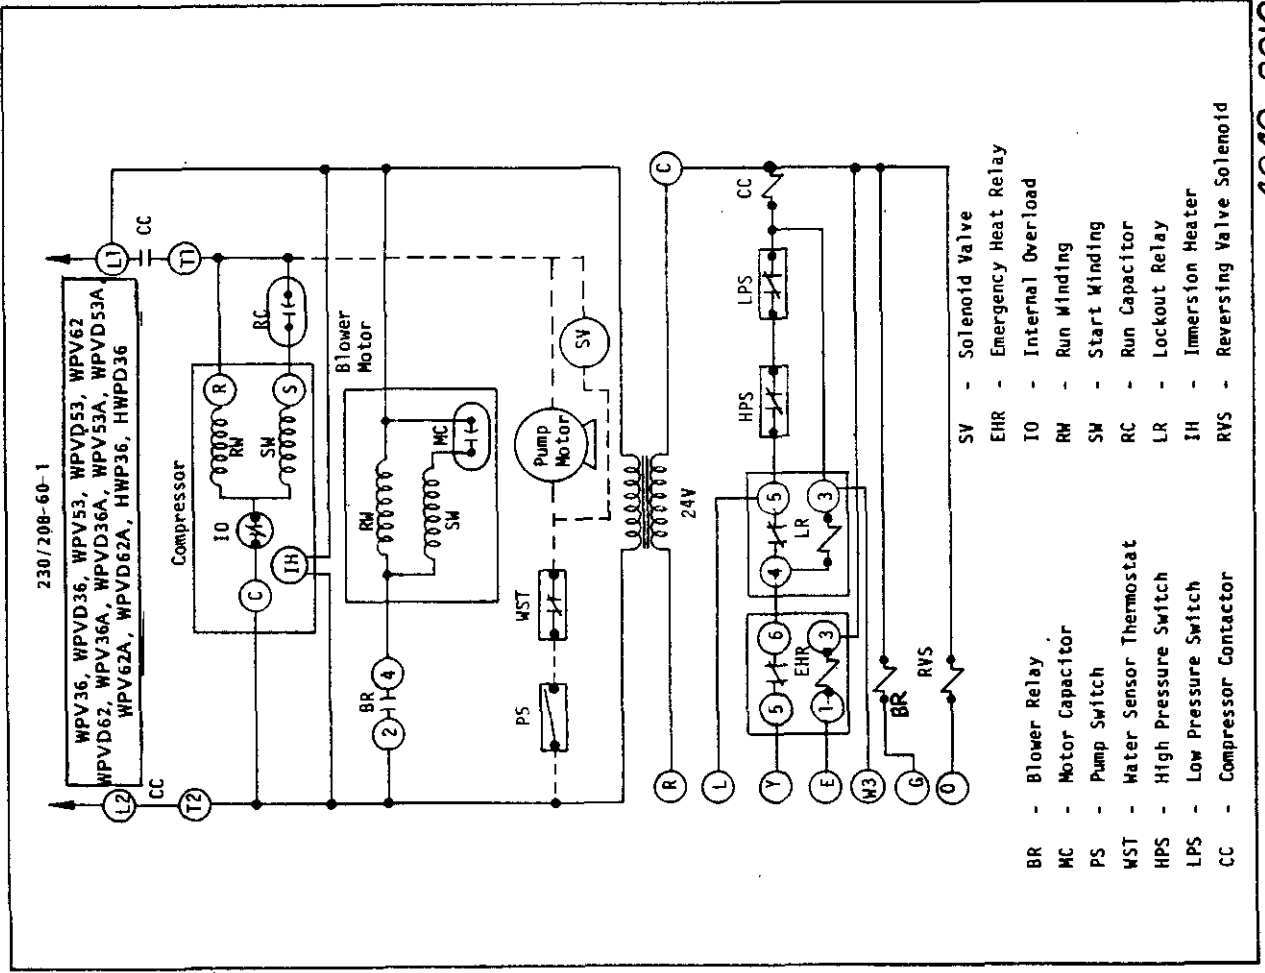 230/208-60-1
WPV36, WPVD36, WPV53, WPVD53, WPV62
WPVD62, WPV36A, WPVD36A, WPV53A, WPVD53A,
WPV62A, WPVD62A, HWP36, HWPD36
L2
CC
T2
L1
CC
T1
Compressor
C
IO
RW
R
SW
S
RC
IH
Blower
Motor
2
BR
4
RW
SW
MC
PS
WST
Pump
Motor
SV
24V
R
C
L
Y
5
6
4
5
HPS
LPS
CC
E
1
EHR
3
LR
3
W3
G
BR
O
RVS
BR - Blower Relay
MC - Motor Capacitor
PS - Pump Switch
WST - Water Sensor Thermostat
HPS - High Pressure Switch
LPS - Low Pressure Switch
CC - Compressor Contactor
SV - Solenoid Valve
EHR - Emergency Heat Relay
IO - Internal Overload
RW - Run Winding
SW - Start Winding
RC - Run Capacitor
LR - Lockout Relay
IH - Immersion Heater
RVS - Reversing Valve Solenoid